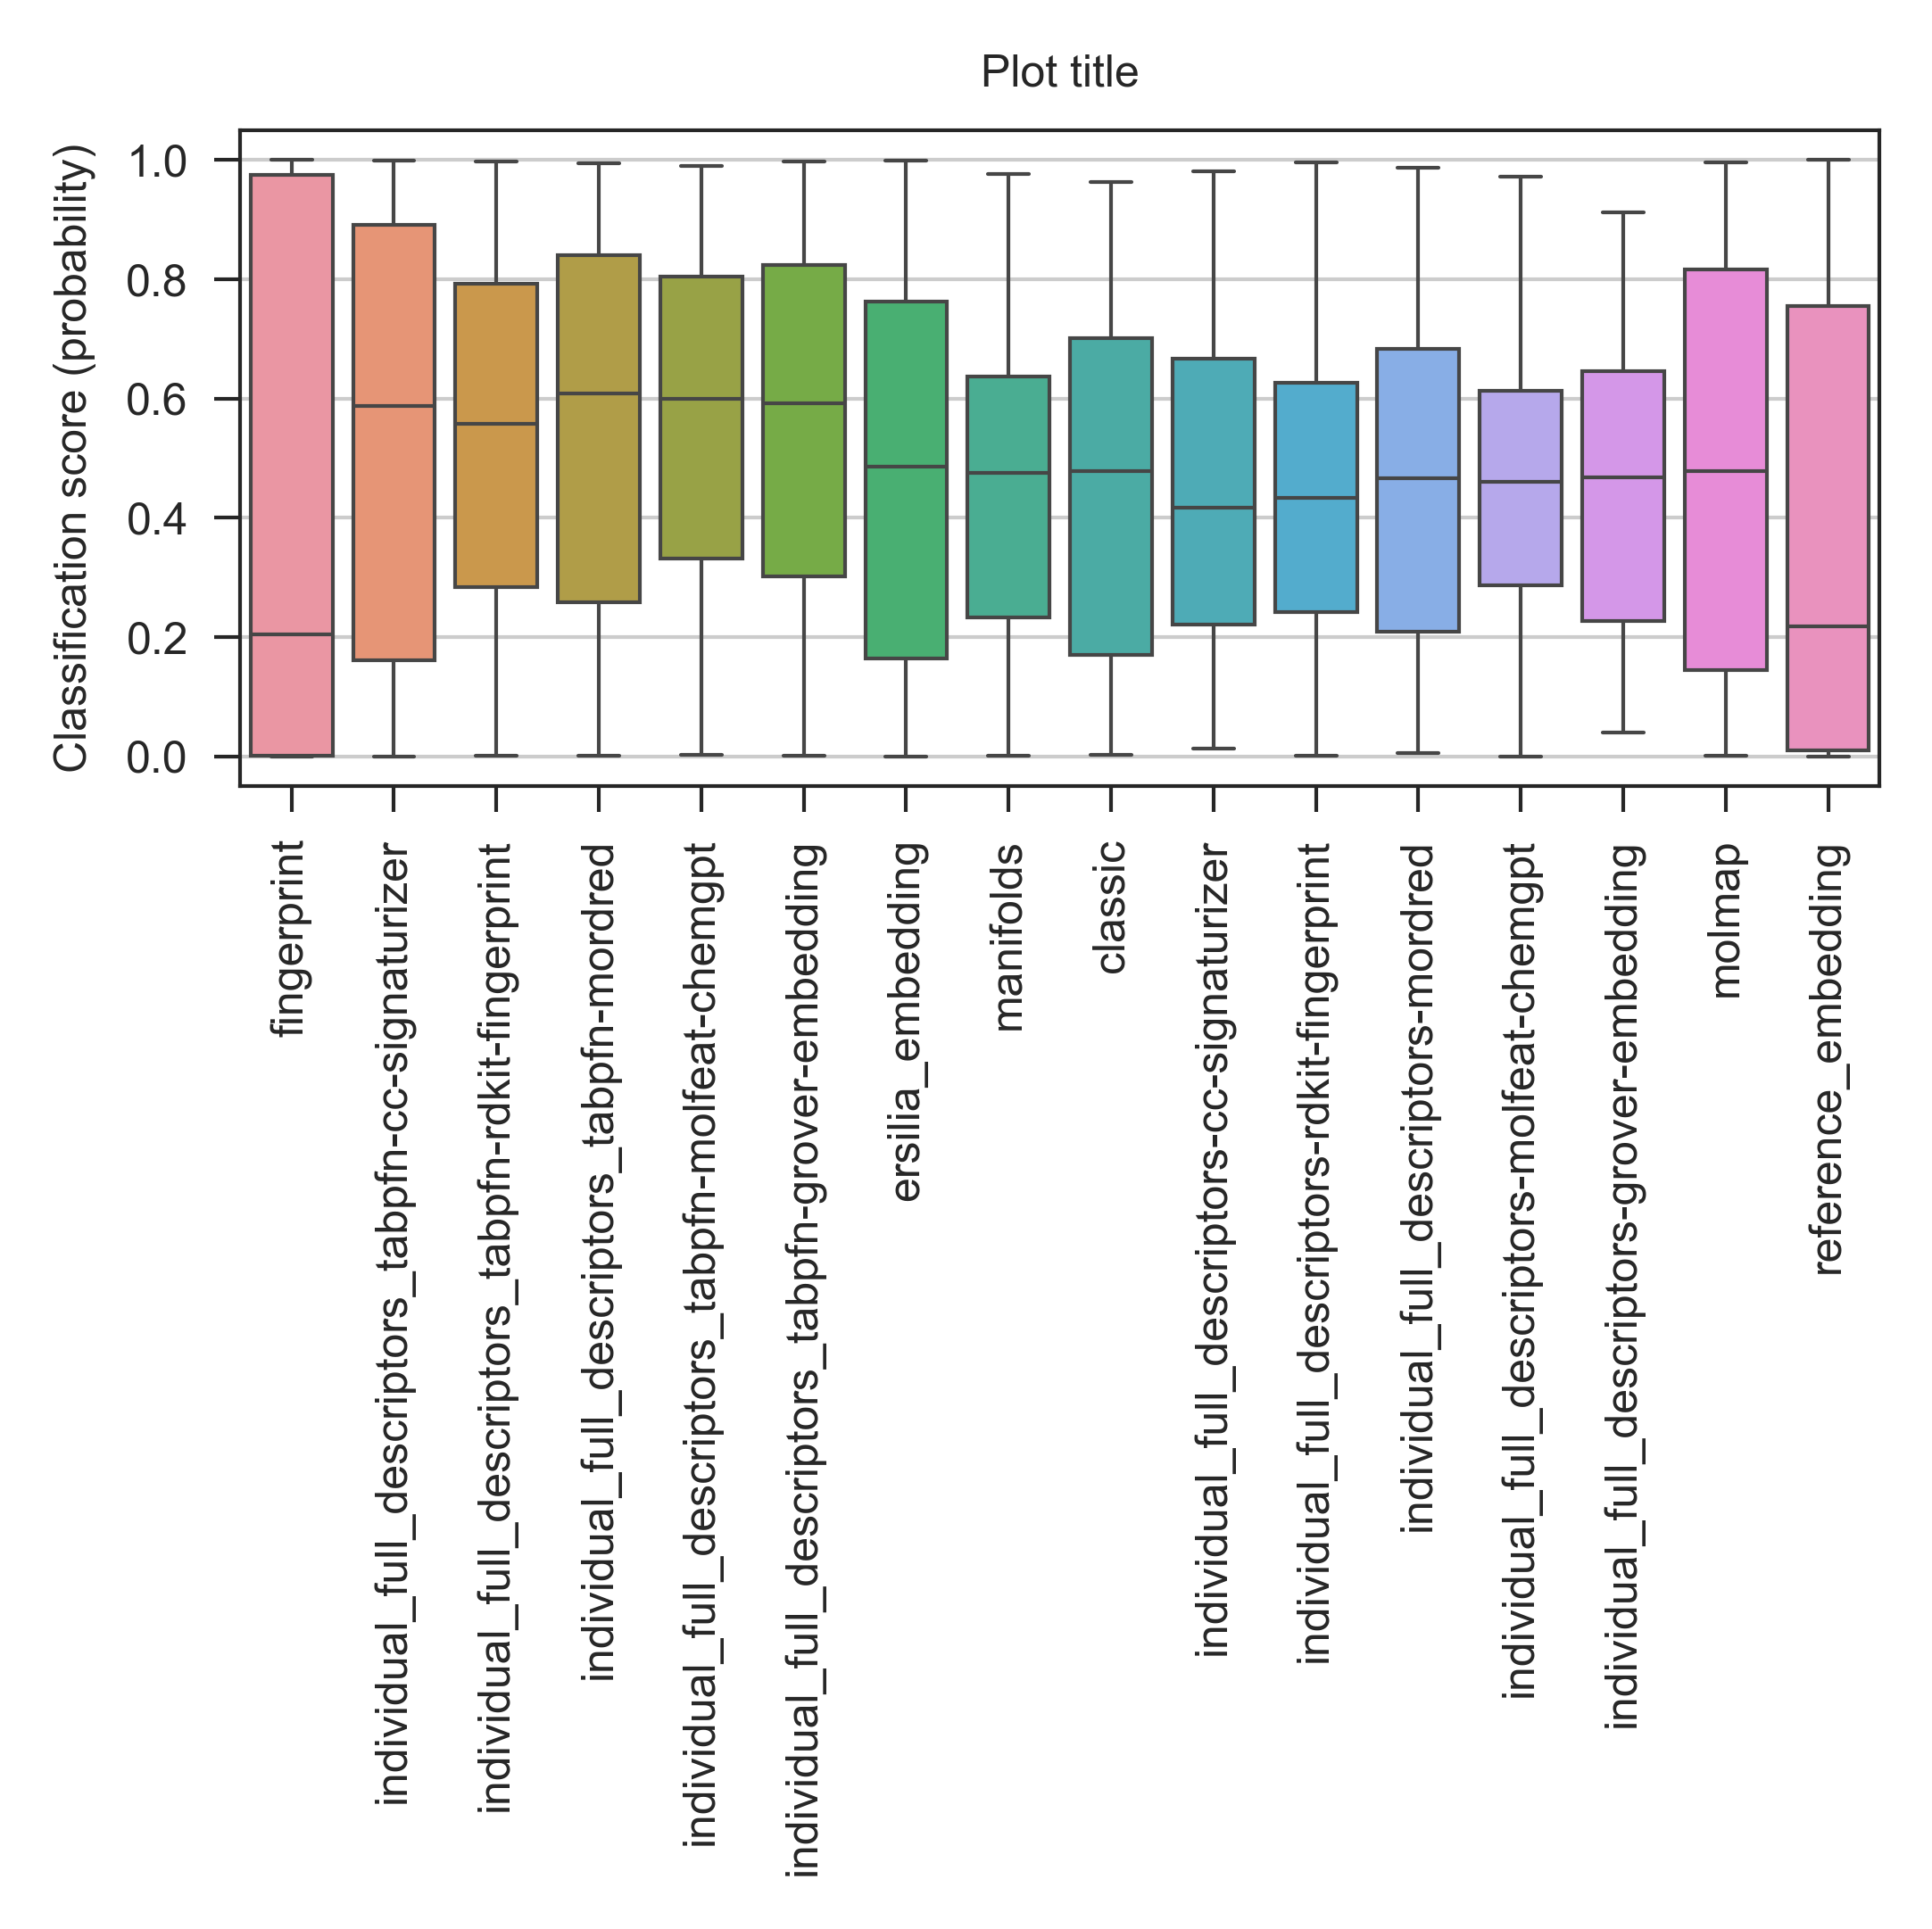 Plot title
Classification score (probability)
1.0
0.8
0.6
0.4
0.2
0.0
fingerprint
individual_full_descriptors_tabpfn-cc-signaturizer
individual_full_descriptors_tabpfn-rdkit-fingerprint
individual_full_descriptors_tabpfn-mordred
individual_full_descriptors_tabpfn-molfeat-chemgpt
individual_full_descriptors_tabpfn-grover-embedding
ersilia_embedding
manifolds
classic
individual_full_descriptors-cc-signaturizer
individual_full_descriptors-rdkit-fingerprint
individual_full_descriptors-mordred
individual_full_descriptors-molfeat-chemgpt
individual_full_descriptors-grover-embedding
molmap
reference_embedding